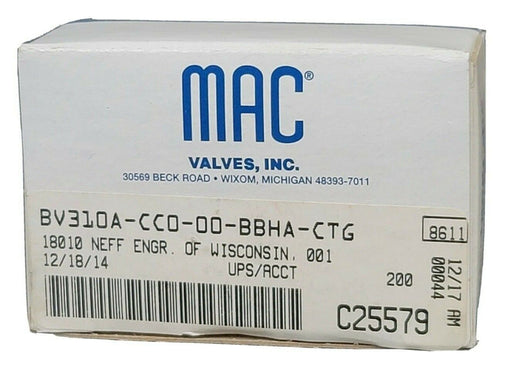 MAC®
VALVES, INC.
30569 BECK ROAD • WIXOM, MICHIGAN 48393-7011
BV310A-CC0-00-BBHA-CTG
8611
18010 NEFF ENGR. OF WISCONSIN, 001
12/18/14 UPS/ACCT
200
12/17 AM
00044
C25579